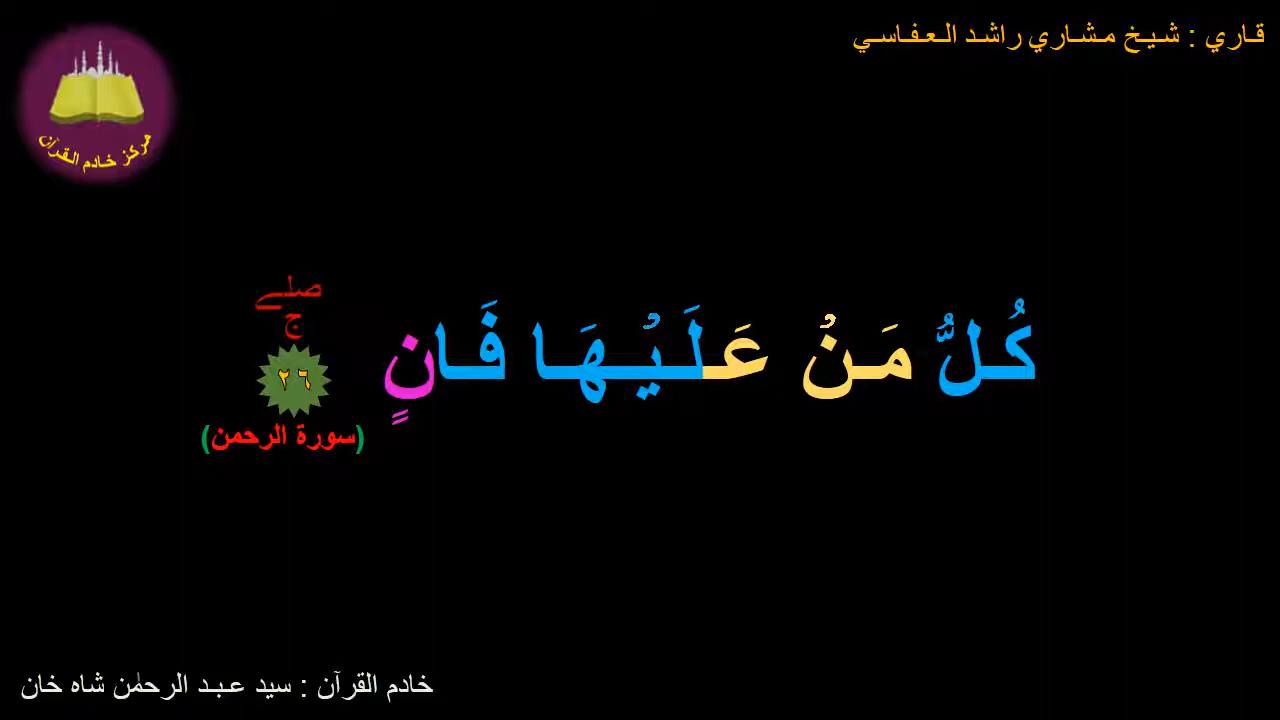 قاري : شيخ مشاري راشد العفاسي
مركز خادم القرآن
كُلُّ مَنْ عَلَيْهَا فَانٍ
صلے
ج
٢٦
(سورة الرحمن)
خادم القرآن : سيد عبد الرحمٰن شاه خان